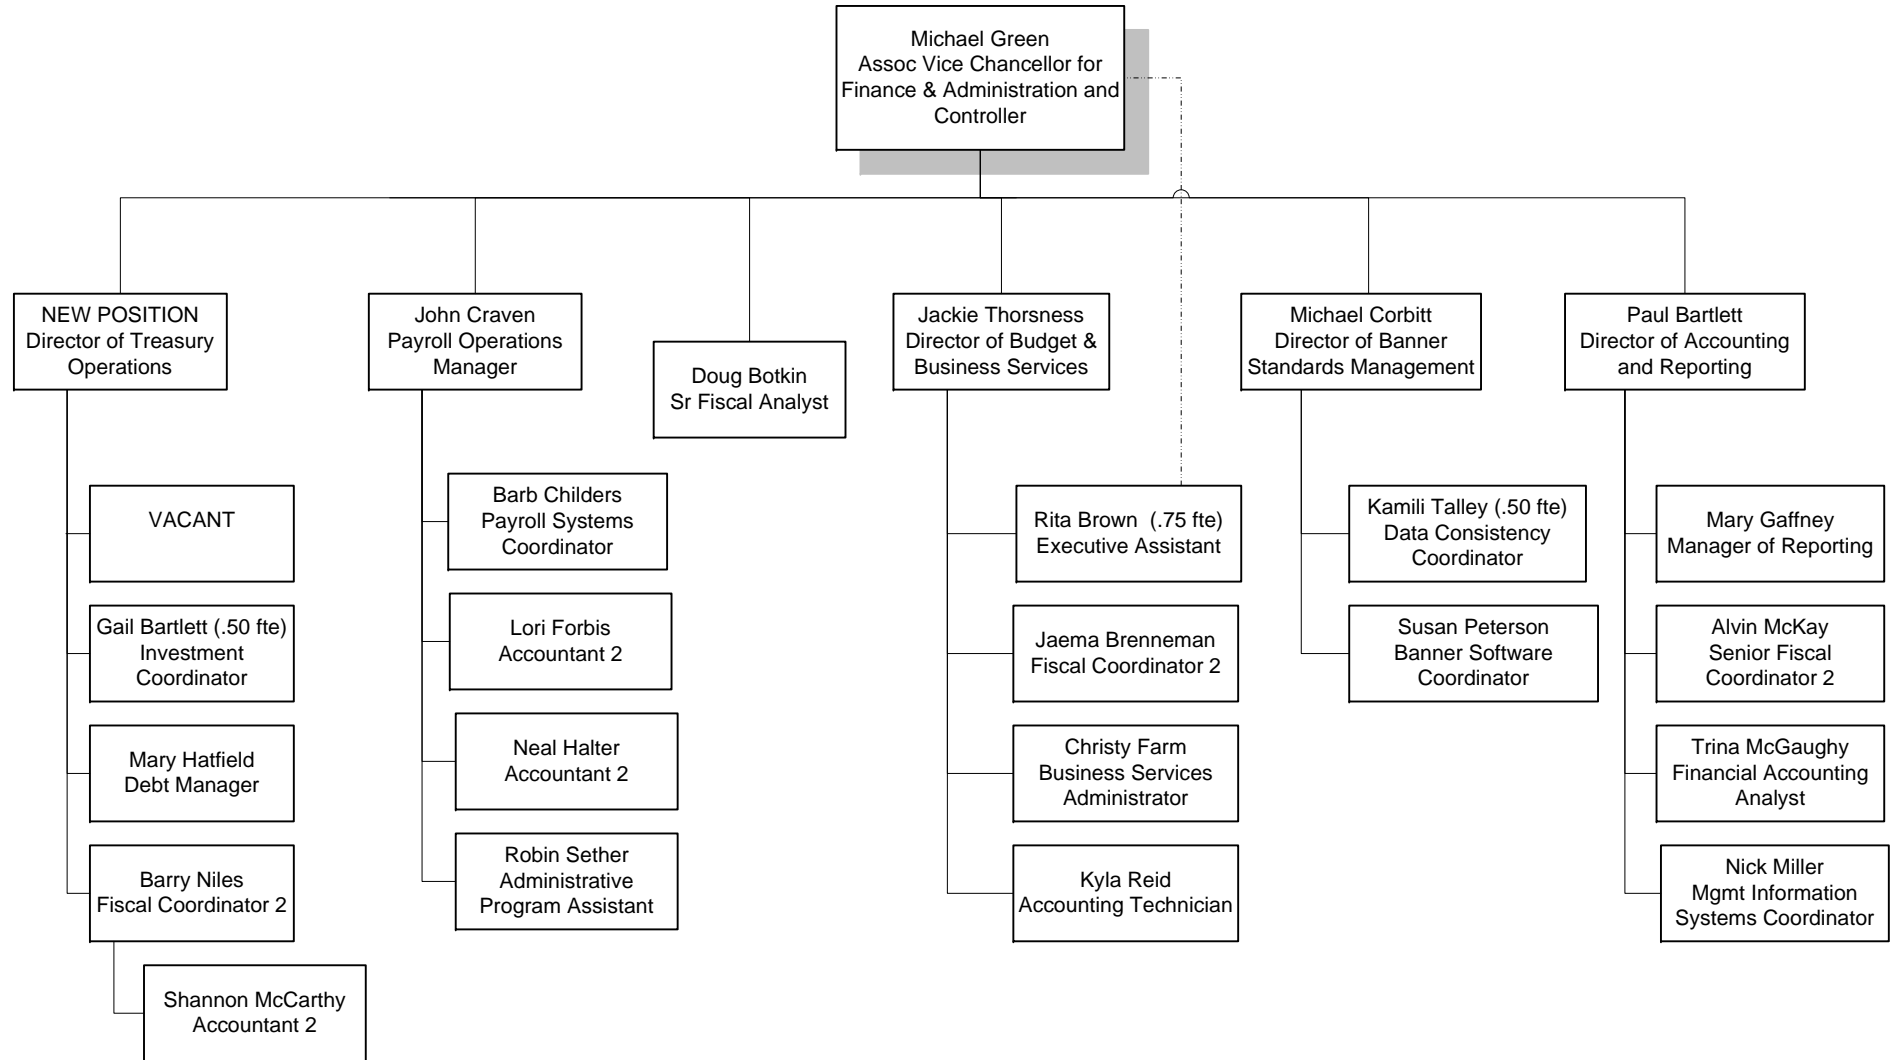 Michael Green
Assoc Vice Chancellor for
Finance & Administration and
Controller
NEW POSITION
Director of Treasury
Operations
John Craven
Payroll Operations
Manager
Doug Botkin
Sr Fiscal Analyst
Jackie Thorsness
Director of Budget &
Business Services
Michael Corbitt
Director of Banner
Standards Management
Paul Bartlett
Director of Accounting
and Reporting
VACANT
Gail Bartlett (.50 fte)
Investment
Coordinator
Mary Hatfield
Debt Manager
Barry Niles
Fiscal Coordinator 2
Shannon McCarthy
Accountant 2
Barb Childers
Payroll Systems
Coordinator
Lori Forbis
Accountant 2
Neal Halter
Accountant 2
Robin Sether
Administrative
Program Assistant
Rita Brown (.75 fte)
Executive Assistant
Jaema Brenneman
Fiscal Coordinator 2
Christy Farm
Business Services
Administrator
Kyla Reid
Accounting Technician
Kamili Talley (.50 fte)
Data Consistency
Coordinator
Susan Peterson
Banner Software
Coordinator
Mary Gaffney
Manager of Reporting
Alvin McKay
Senior Fiscal
Coordinator 2
Trina McGaughy
Financial Accounting
Analyst
Nick Miller
Mgmt Information
Systems Coordinator